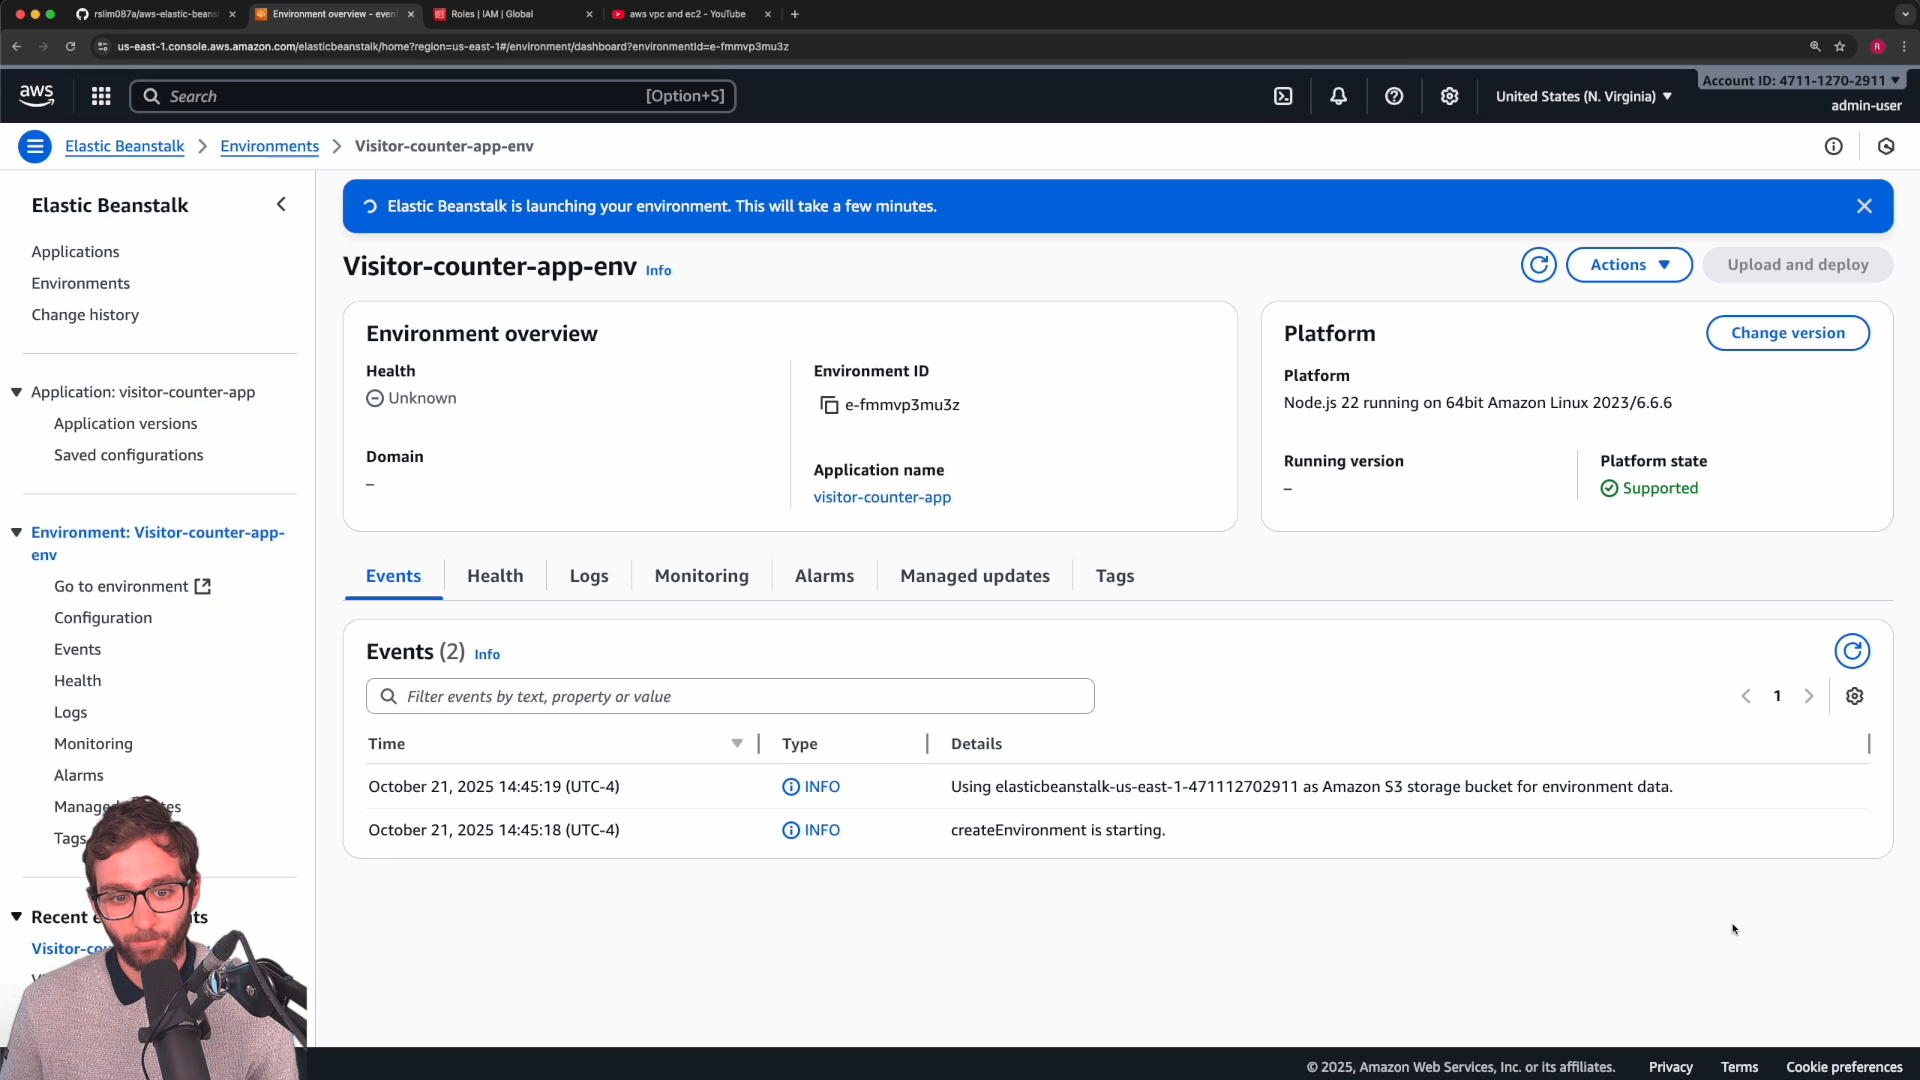 rslim087a/aws-elastic-beans
Environment overview - even
Roles | IAM | Global
aws vpc and ec2 - YouTube
us-east-1.console.aws.amazon.com/elasticbeanstalk/home?region=us-east-1#/environment/dashboard?environmentId=e-fmmvp3mu3z
R
aws
Search
[Option+S]
United States (N. Virginia)
Account ID: 4711-1270-2911
admin-user
Elastic Beanstalk
Environments
Visitor-counter-app-env
Elastic Beanstalk
Applications
Environments
Change history
Application: visitor-counter-app
Application versions
Saved configurations
Environment: Visitor-counter-app-
env
Go to environment
Configuration
Events
Health
Logs
Monitoring
Alarms
Tags
Recent
Elastic Beanstalk is launching your environment. This will take a few minutes.
Visitor-counter-app-env Info
Actions
Upload and deploy
Environment overview
Health
Unknown
Domain
–
Environment ID
e-fmmvp3mu3z
Application name
visitor-counter-app
Platform
Change version
Platform
Node.js 22 running on 64bit Amazon Linux 2023/6.6.6
Running version
–
Platform state
Supported
Events
Health
Logs
Monitoring
Alarms
Managed updates
Tags
Events (2) Info
Filter events by text, property or value
1
Time
Type
Details
October 21, 2025 14:45:19 (UTC-4)
INFO
Using elasticbeanstalk-us-east-1-471112702911 as Amazon S3 storage bucket for environment data.
October 21, 2025 14:45:18 (UTC-4)
INFO
createEnvironment is starting.
© 2025, Amazon Web Services, Inc. or its affiliates.
Privacy
Terms
Cookie preferences